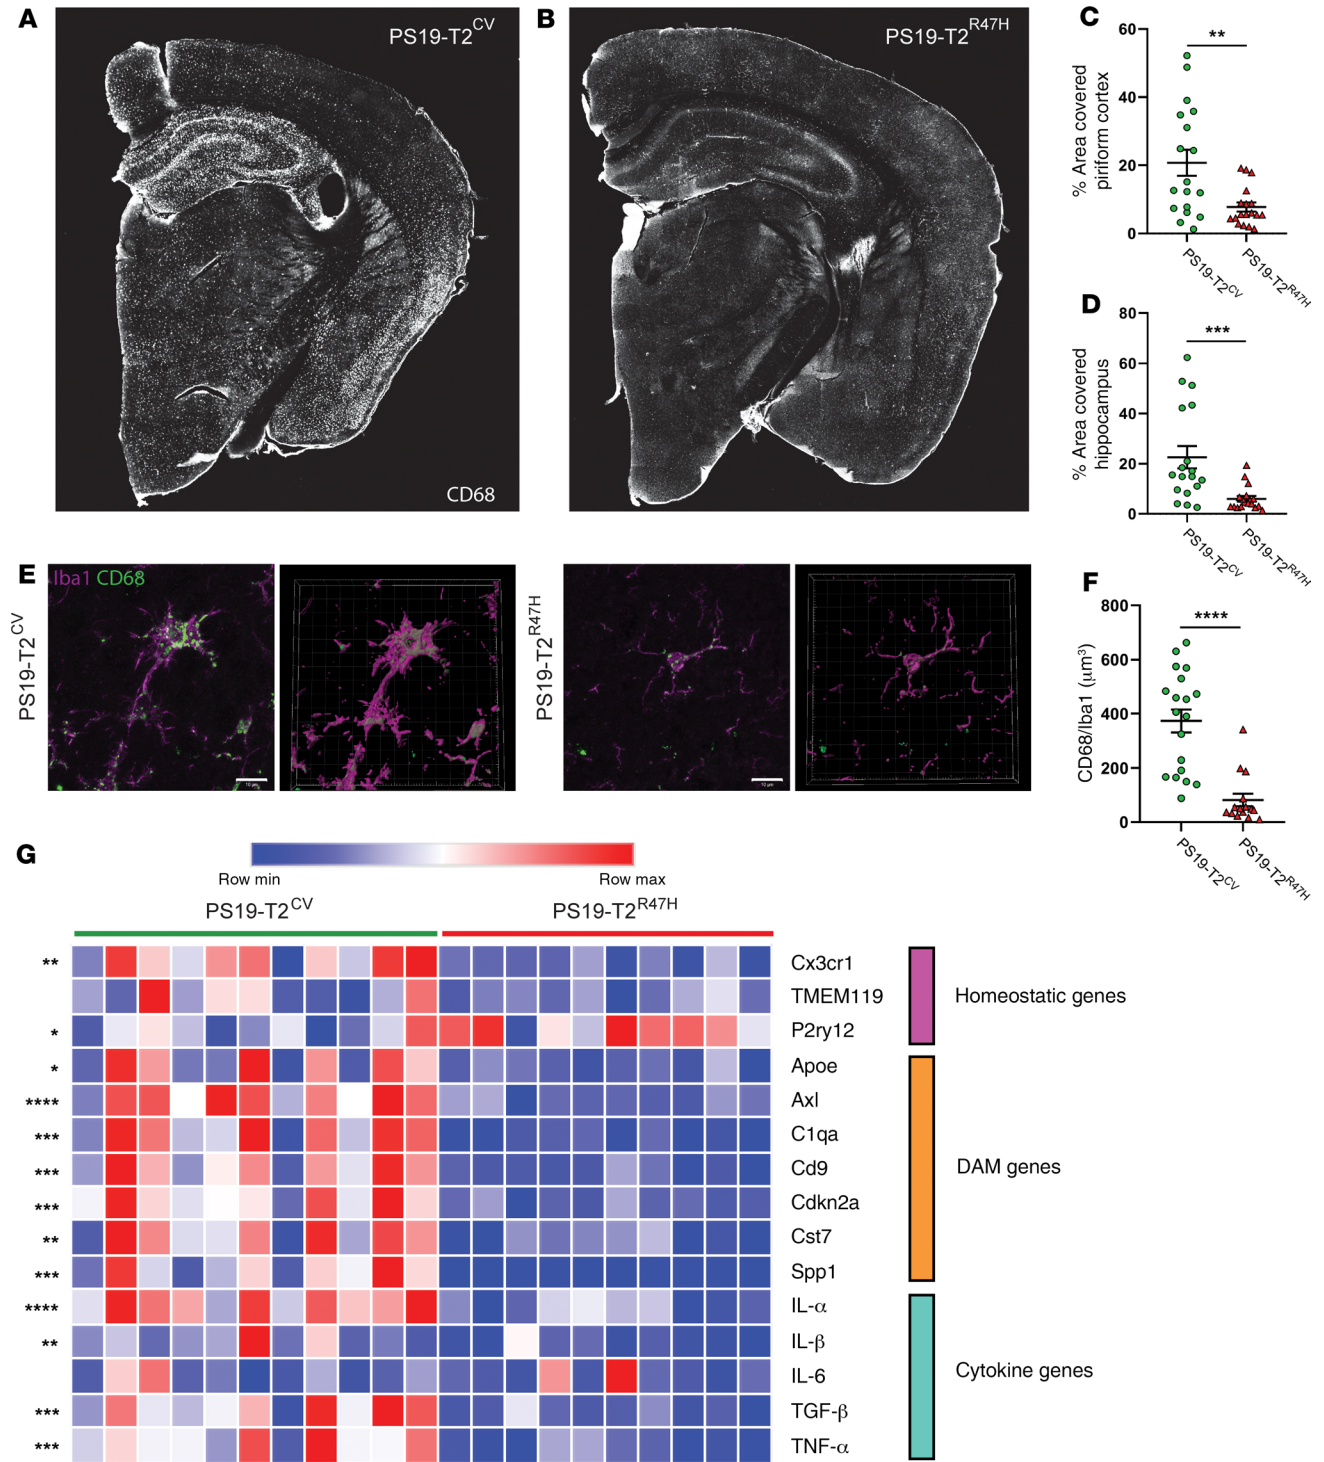 A
PS19-T2CV
CD68
B
PS19-T2R47H
C
% Area covered
piriform cortex
60
40
20
0
**
PS19-T2CV
PS19-T2R47H
D
% Area covered
hippocampus
80
60
40
20
0
***
PS19-T2CV
PS19-T2R47H
E
PS19-T2CV
Iba1 CD68
10 µm
PS19-T2R47H
10 µm
F
CD68/Iba1 (µm3)
800
600
400
200
0
****
PS19-T2CV
PS19-T2R47H
G
Row min
Row max
PS19-T2CV
PS19-T2R47H
** Cx3cr1
TMEM119
* P2ry12
Homeostatic genes
* Apoe
**** Axl
*** C1qa
*** Cd9
*** Cdkn2a
** Cst7
*** Spp1
DAM genes
**** IL-α
** IL-β
IL-6
*** TGF-β
*** TNF-α
Cytokine genes